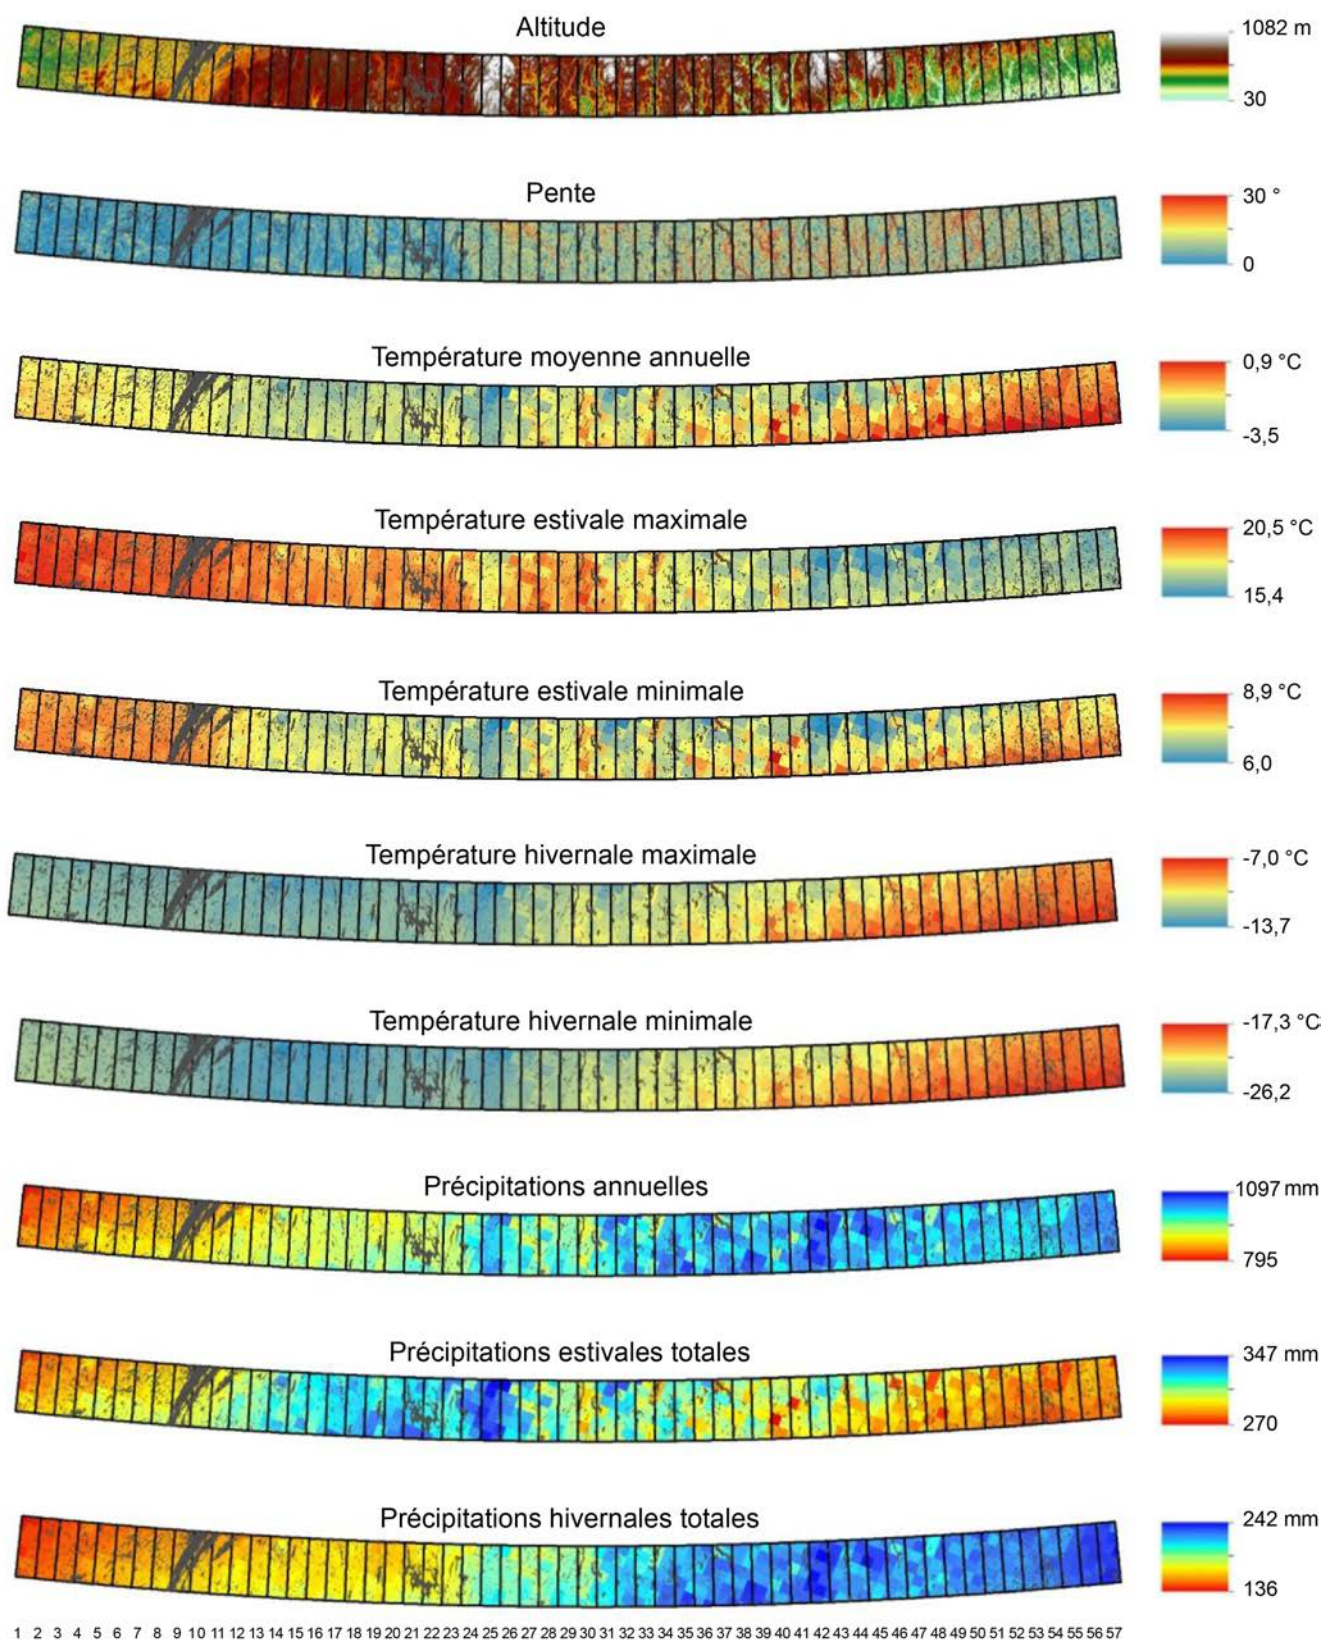 Altitude
1082 m
30
Pente
30 °
0
Température moyenne annuelle
0,9 °C
-3,5
Température estivale maximale
20,5 °C
15,4
Température estivale minimale
8,9 °C
6,0
Température hivernale maximale
-7,0 °C
-13,7
Température hivernale minimale
-17,3 °C
-26,2
Précipitations annuelles
1097 mm
795
Précipitations estivales totales
347 mm
270
Précipitations hivernales totales
242 mm
136
1 2 3 4 5 6 7 8 9 10 11 12 13 14 15 16 17 18 19 20 21 22 23 24 25 26 27 28 29 30 31 32 33 34 35 36 37 38 39 40 41 42 43 44 45 46 47 48 49 50 51 52 53 54 55 56 57